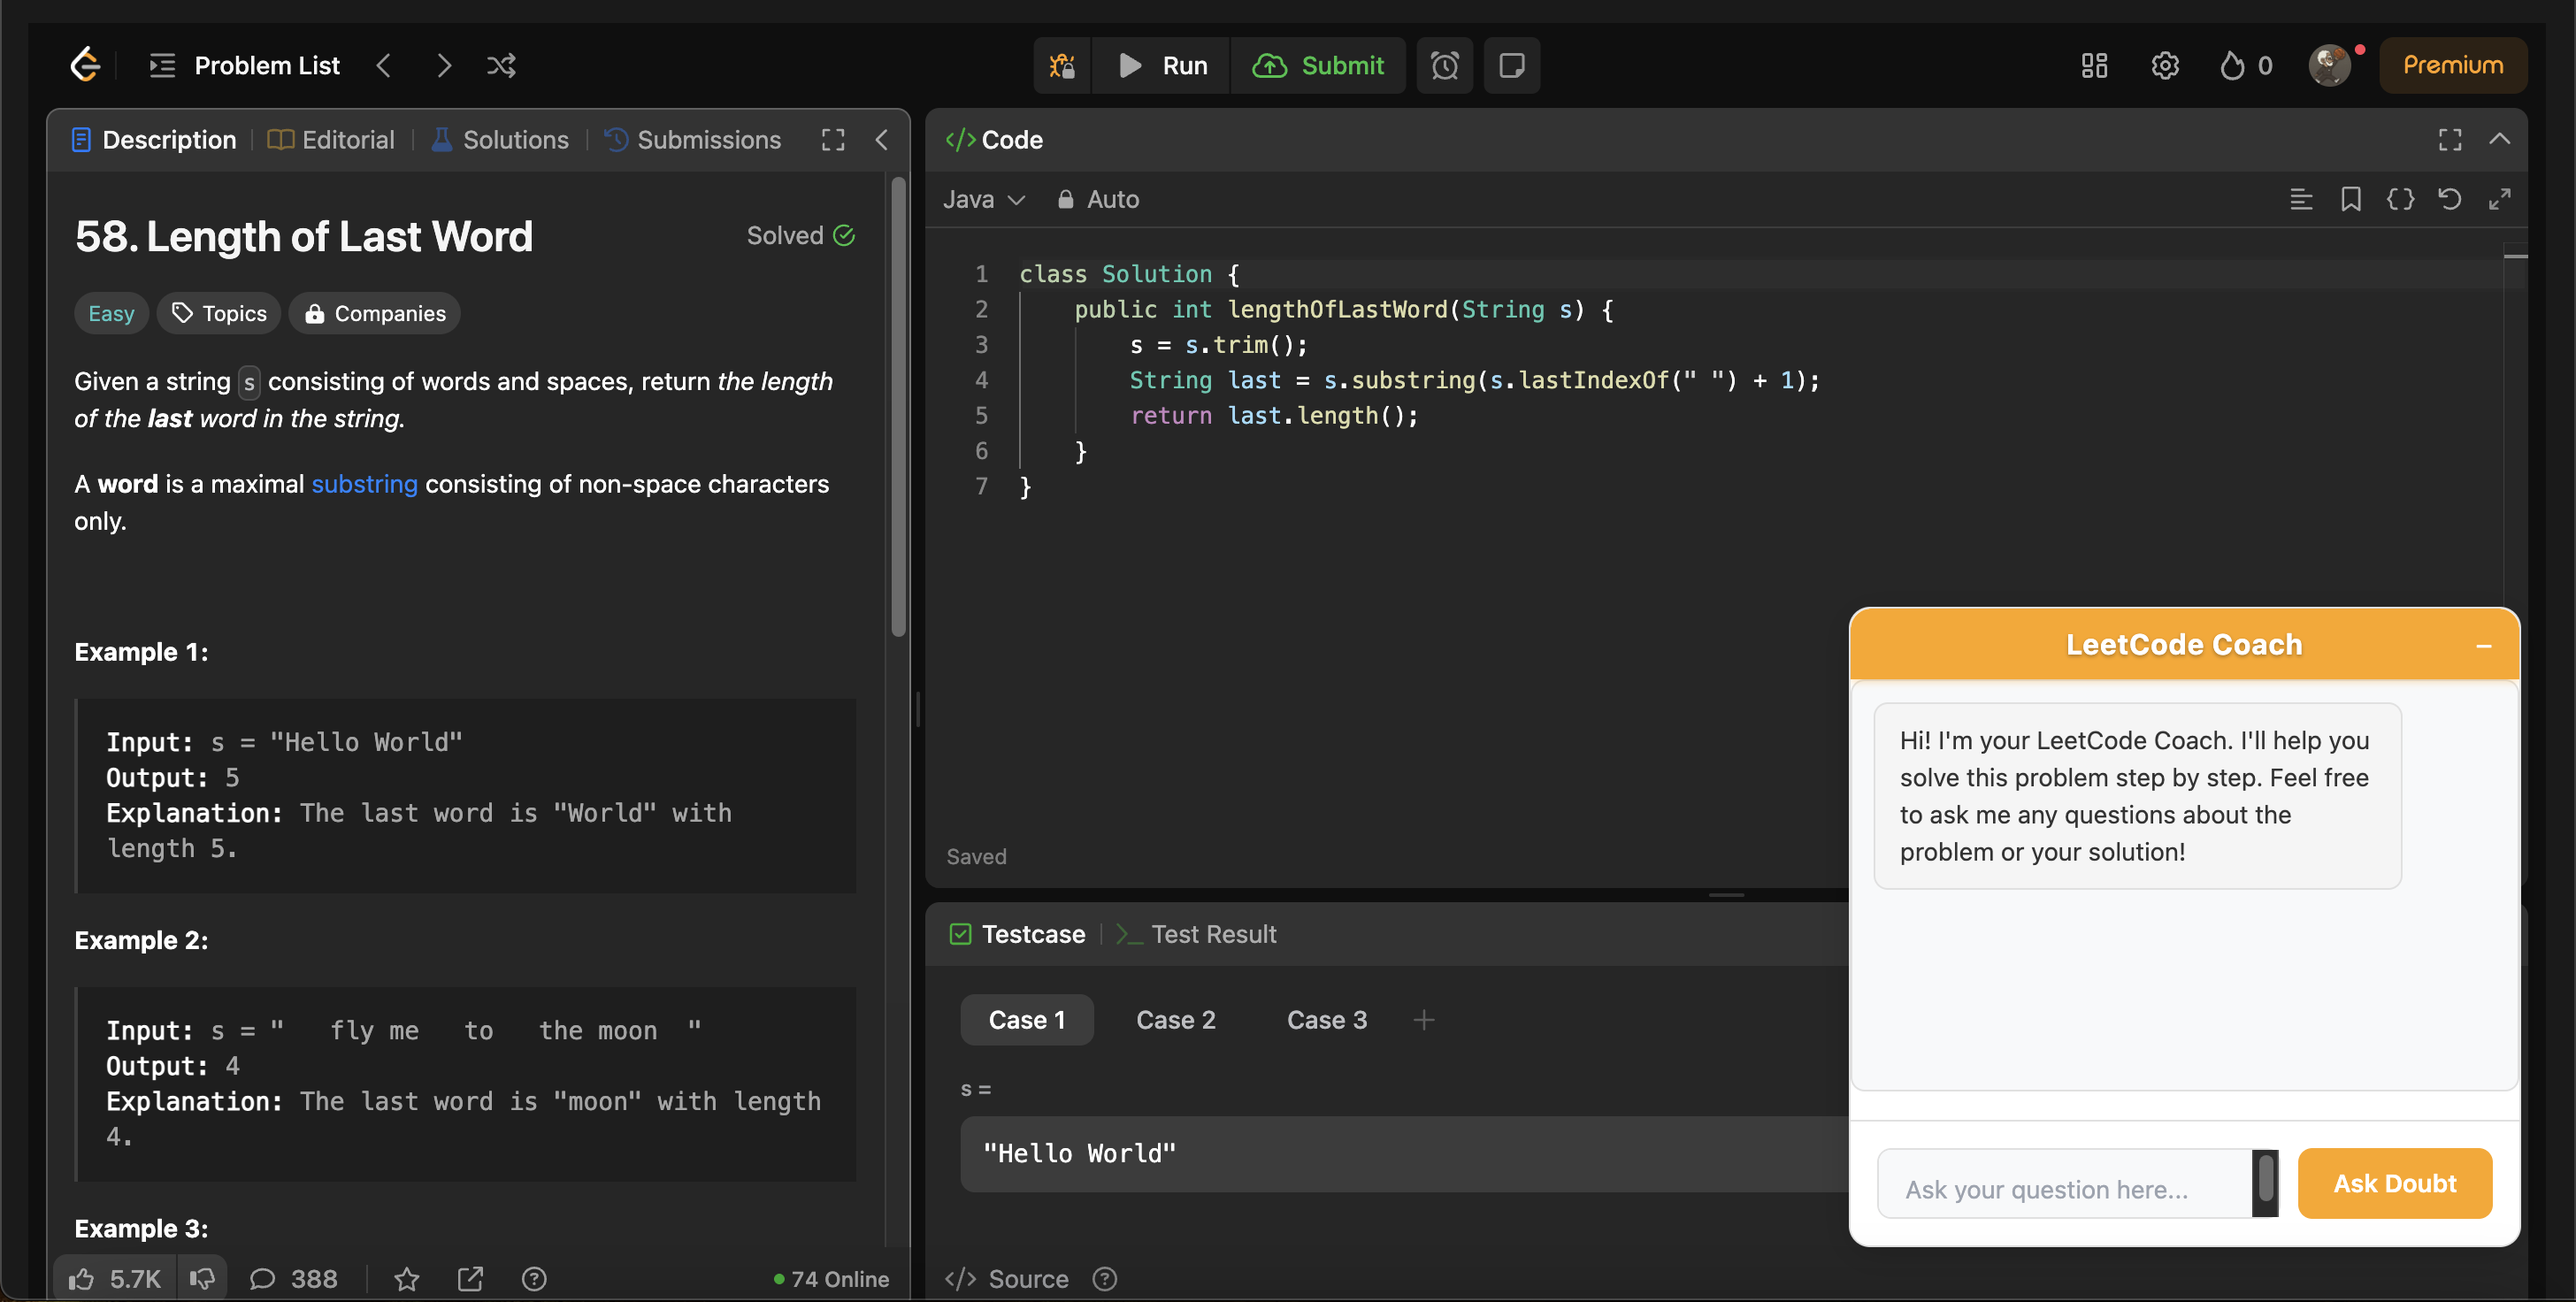 Problem List
Run
Submit
0
Premium
Description
Editorial
Solutions
Submissions
58. Length of Last Word
Solved
Easy
Topics
Companies
Given a string s consisting of words and spaces, return the length
of the last word in the string.
A word is a maximal substring consisting of non-space characters
only.
Example 1:
Input: s = "Hello World"
Output: 5
Explanation: The last word is "World" with
length 5.
Example 2:
Input: s = "   fly me   to   the moon  "
Output: 4
Explanation: The last word is "moon" with length
4.
Example 3:
5.7K
388
74 Online
</> Code
Java
Auto
1 class Solution {
2     public int lengthOfLastWord(String s) {
3         s = s.trim();
4         String last = s.substring(s.lastIndexOf(" ") + 1);
5         return last.length();
6     }
7 }
Saved
Testcase
>_ Test Result
Case 1
Case 2
Case 3
+
s =
"Hello World"
</> Source
LeetCode Coach
Hi! I'm your LeetCode Coach. I'll help you
solve this problem step by step. Feel free
to ask me any questions about the
problem or your solution!
Ask your question here...
Ask Doubt